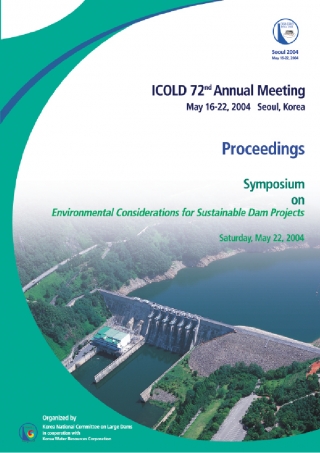 Seoul 2004
May 16-22, 2004
ICOLD 72nd Annual Meeting
May 16-22, 2004 Seoul, Korea
Proceedings
Symposium
on
Environmental Considerations for Sustainable Dam Projects
Saturday, May 22, 2004
Organized by
Korea National Committee on Large Dams
in cooperation with
Korea Water Resources Corporation